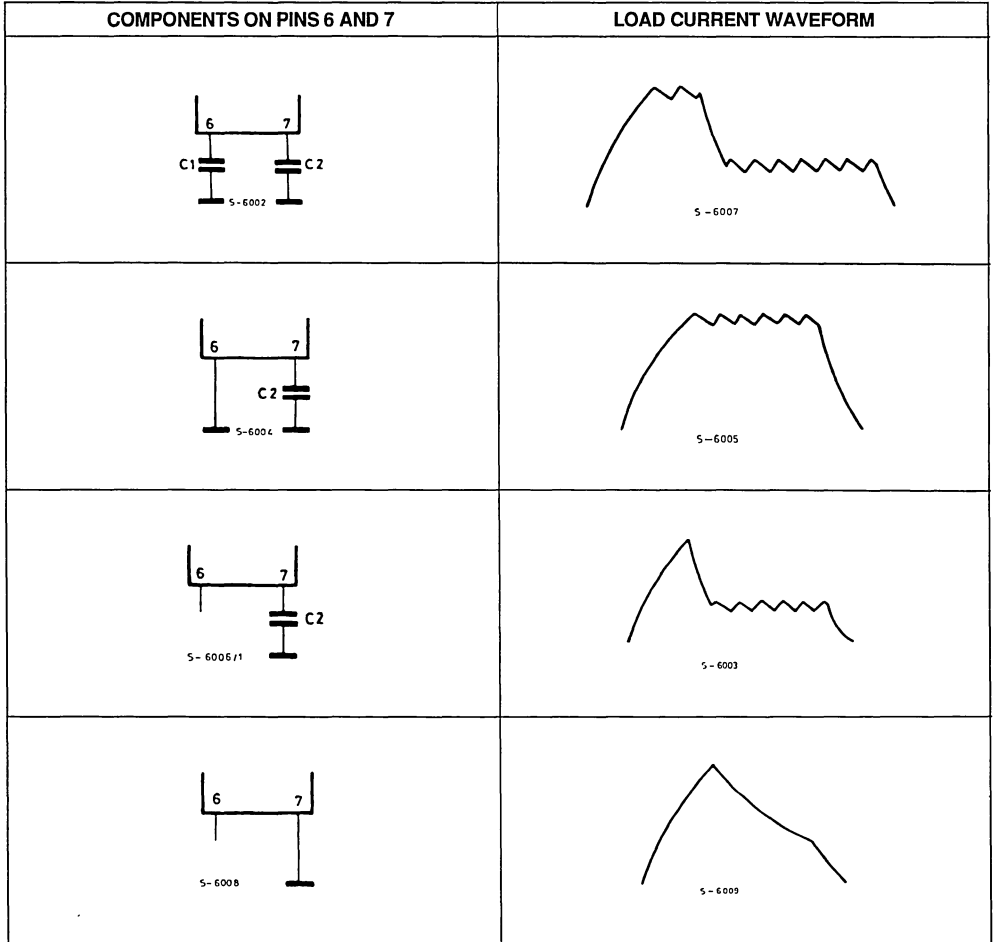 COMPONENTS ON PINS 6 AND 7
LOAD CURRENT WAVEFORM
6 7
C1 C2
S-6002
S-6007
6 7
C2
S-6004
S-6005
6 7
C2
S-6006/1
S-6003
6 7
S-6008
S-6009